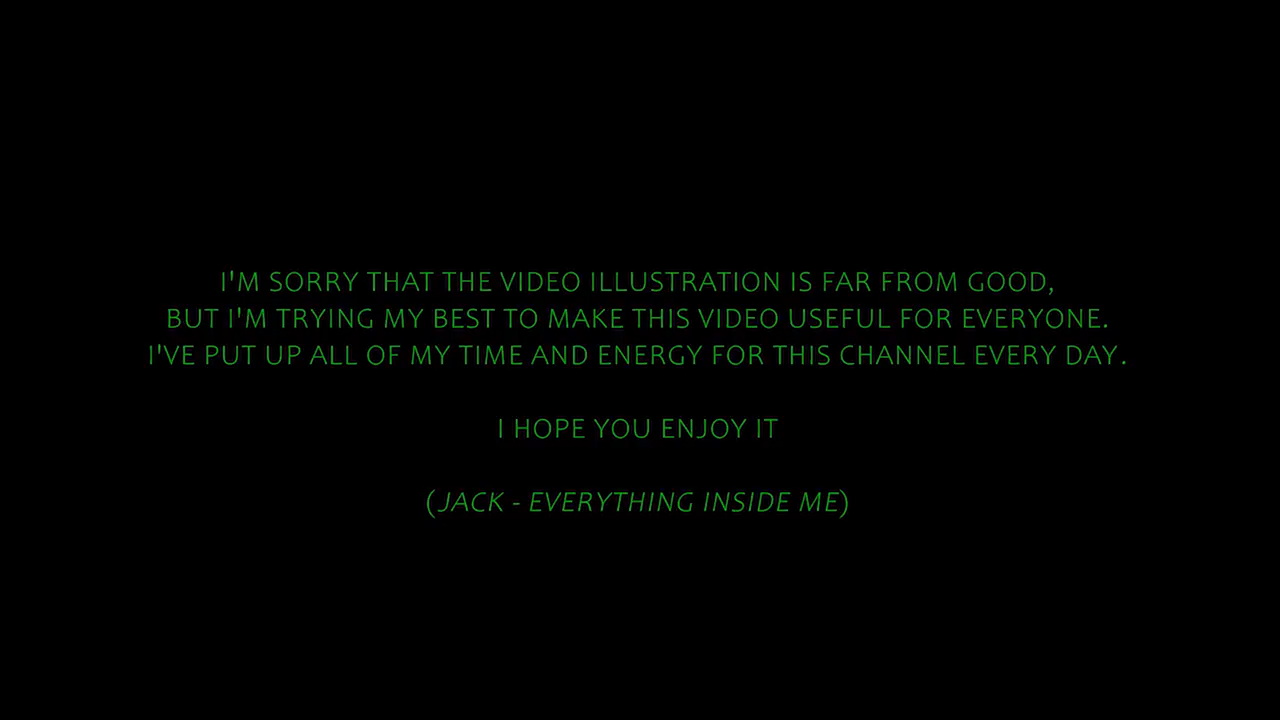 I'M SORRY THAT THE VIDEO ILLUSTRATION IS FAR FROM GOOD,
BUT I'M TRYING MY BEST TO MAKE THIS VIDEO USEFUL FOR EVERYONE.
I'VE PUT UP ALL OF MY TIME AND ENERGY FOR THIS CHANNEL EVERY DAY.
I HOPE YOU ENJOY IT
(JACK - EVERYTHING INSIDE ME)